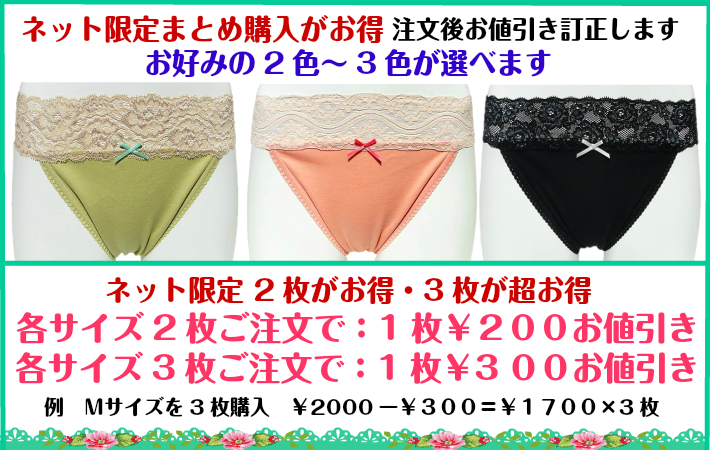 ネット限定まとめ購入がお得 注文後お値引き訂正します
お好みの２色～３色が選べます
ネット限定 ２枚がお得・３枚が超お得
各サイズ２枚ご注文で：１枚￥２００お値引き
各サイズ３枚ご注文で：１枚￥３００お値引き
例　Mサイズを３枚購入　￥2000－￥３００＝￥１７００×３枚